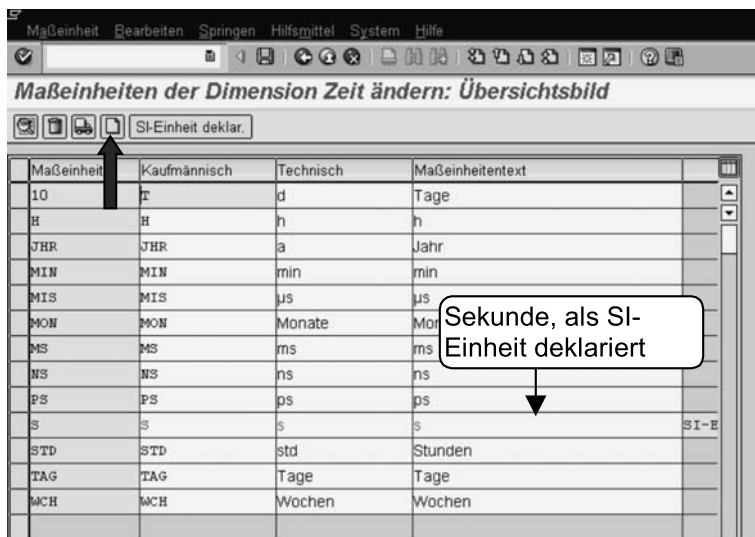 Maßeinheit Bearbeiten Springen Hilfsmittel System Hilfe
Maßeinheiten der Dimension Zeit ändern: Übersichtsbild
SI-Einheit deklar.
Maßeinheit Kaufmännisch Technisch Maßeinheitentext
10 T d Tage
H H h h
JHR JHR a Jahr
MIN MIN min min
MIS MIS µs µs
MON MON Monate
MS MS ms ms
NS NS ns ns
PS PS ps ps
S S s s SI-E
STD STD std Stunden
TAG TAG Tage Tage
WCH WCH Wochen Wochen
Sekunde, als SI-
Einheit deklariert